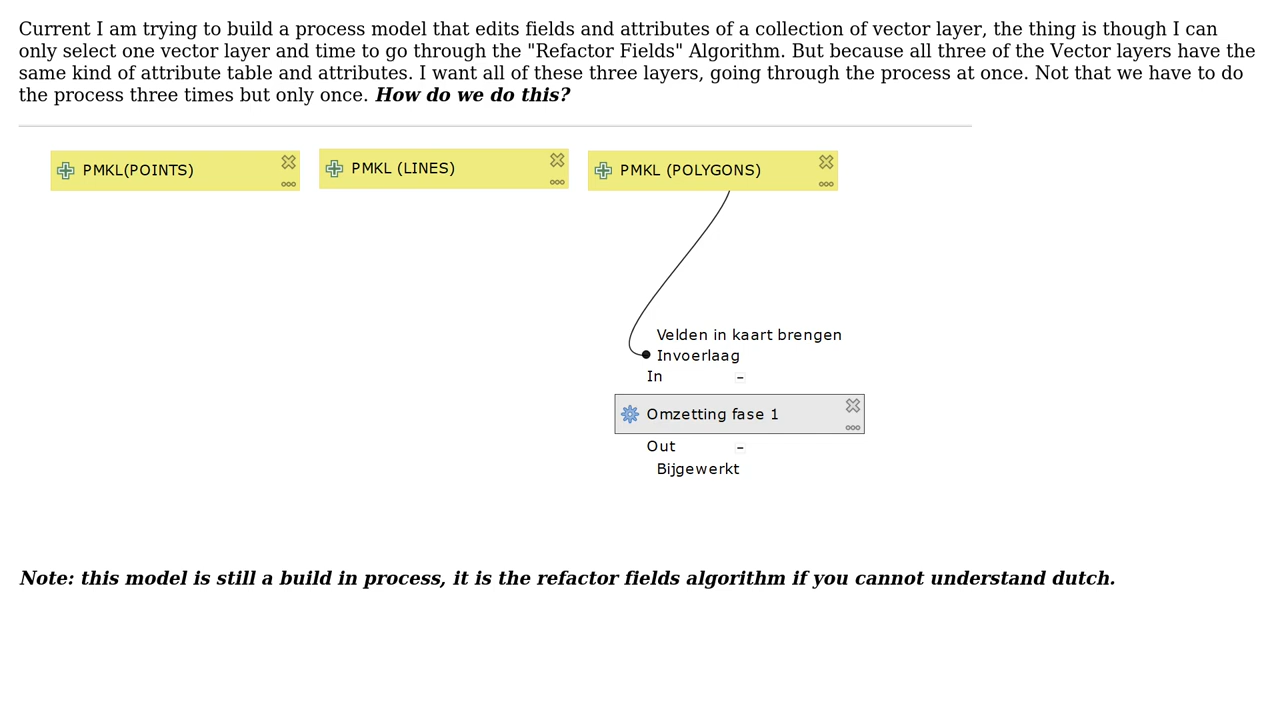 Current I am trying to build a process model that edits fields and attributes of a collection of vector layer, the thing is though I can
only select one vector layer and time to go through the "Refactor Fields" Algorithm. But because all three of the Vector layers have the
same kind of attribute table and attributes. I want all of these three layers, going through the process at once. Not that we have to do
the process three times but only once. How do we do this?
PMKL(POINTS)
PMKL (LINES)
PMKL (POLYGONS)
Velden in kaart brengen
Invoerlaag
In –
Omzetting fase 1
Out –
Bijgewerkt
Note: this model is still a build in process, it is the refactor fields algorithm if you cannot understand dutch.